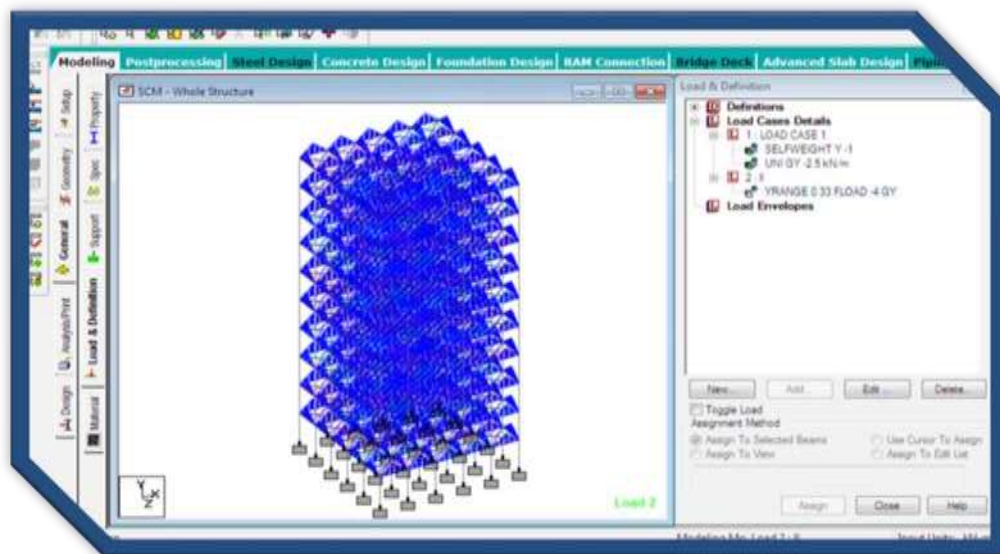 Modeling Postprocessing Steel Design Concrete Design Foundation Design RAM Connection Bridge Deck Advanced Slab Design
SCM - Whole Structure
Load & Definition
Definitions
Load Cases Details
1 : LOAD CASE 1
SELFWEIGHT Y -1
UNI GY -2.5 kN/m
YRANGE 0 33 FLOAD -4 GY
Load Envelopes
Setup
Geometry
General
Analysis/Print
Design
Property
Spec
Support
Load & Definition
Material
New...
Add...
Edit...
Delete...
Toggle Load
Assignment Method
Assign To Selected Beams
Use Cursor To Assign
Assign To View
Assign To Edit List
Assign
Close
Help
Y
X
Z
Load 2